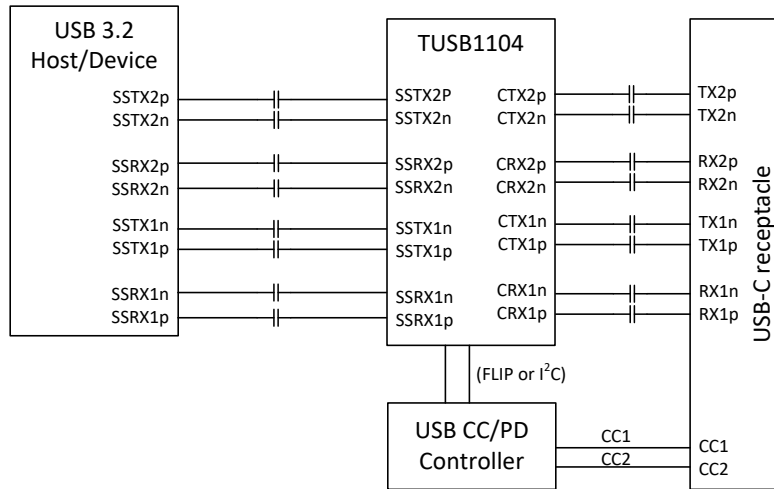 USB 3.2
Host/Device
SSTX2p
SSTX2n
SSRX2p
SSRX2n
SSTX1n
SSTX1p
SSRX1n
SSRX1p
TUSB1104
SSTX2P
SSTX2n
SSRX2p
SSRX2n
SSTX1n
SSTX1p
SSRX1n
SSRX1p
CTX2p
CTX2n
CRX2p
CRX2n
CTX1n
CTX1p
CRX1n
CRX1p
TX2p
TX2n
RX2p
RX2n
TX1n
TX1p
RX1n
RX1p
USB-C receptacle
(FLIP or I²C)
USB CC/PD
Controller
CC1
CC2
CC1
CC2